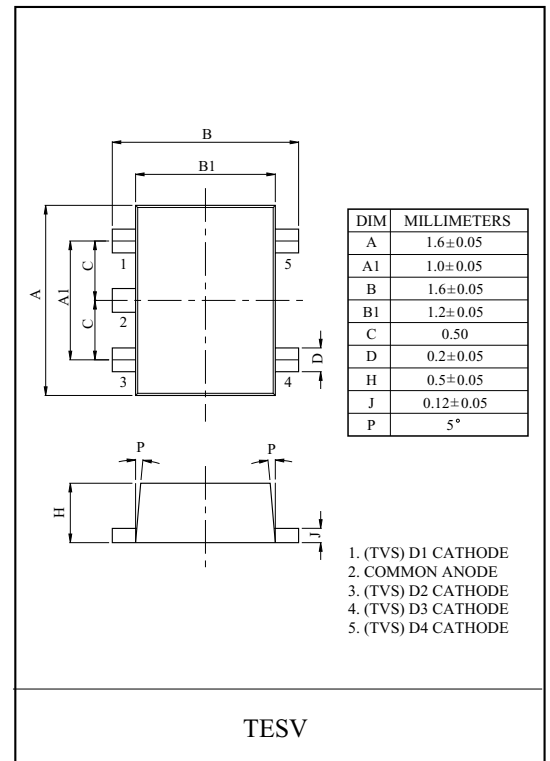 B
B1
A
A1
C
C
1
2
3
5
4
D
P
P
H
J
DIM MILLIMETERS
A 1.6±0.05
A1 1.0±0.05
B 1.6±0.05
B1 1.2±0.05
C 0.50
D 0.2±0.05
H 0.5±0.05
J 0.12±0.05
P 5°
1. (TVS) D1 CATHODE
2. COMMON ANODE
3. (TVS) D2 CATHODE
4. (TVS) D3 CATHODE
5. (TVS) D4 CATHODE
TESV